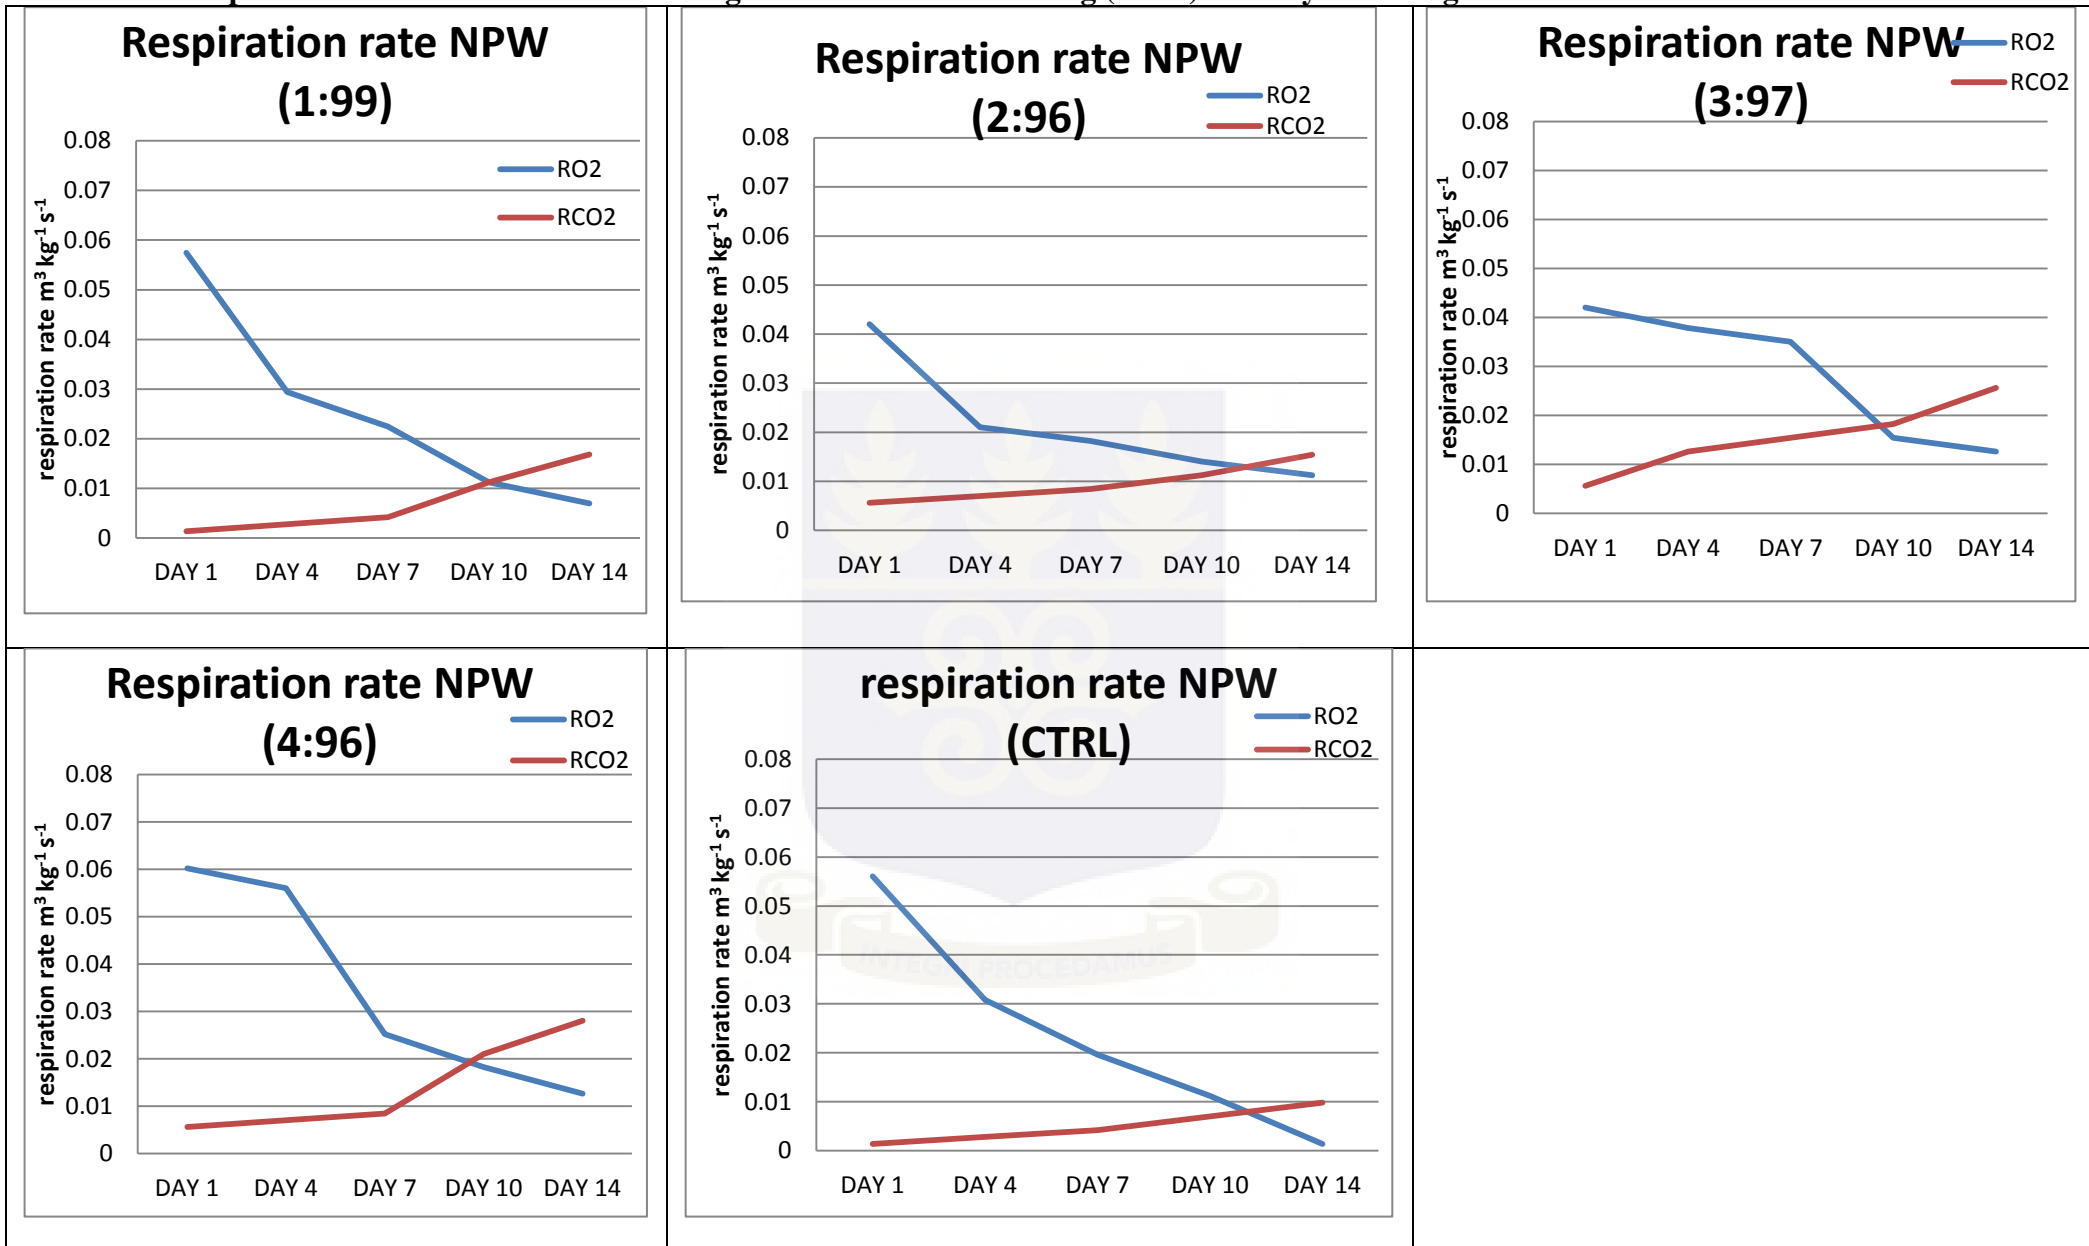 Respiration rate NPW
(1:99)
RO2
RCO2
respiration rate m³ kg⁻¹ s⁻¹
0.08
0.07
0.06
0.05
0.04
0.03
0.02
0.01
0
DAY 1 DAY 4 DAY 7 DAY 10 DAY 14
Respiration rate NPW
(2:96)
RO2
RCO2
respiration rate m³ kg⁻¹ s⁻¹
0.08
0.07
0.06
0.05
0.04
0.03
0.02
0.01
0
DAY 1 DAY 4 DAY 7 DAY 10 DAY 14
Respiration rate NPW
(3:97)
RO2
RCO2
respiration rate m³ kg⁻¹ s⁻¹
0.08
0.07
0.06
0.05
0.04
0.03
0.02
0.01
0
DAY 1 DAY 4 DAY 7 DAY 10 DAY 14
Respiration rate NPW
(4:96)
RO2
RCO2
respiration rate m³ kg⁻¹ s⁻¹
0.08
0.07
0.06
0.05
0.04
0.03
0.02
0.01
0
DAY 1 DAY 4 DAY 7 DAY 10 DAY 14
respiration rate NPW
(CTRL)
RO2
RCO2
respiration rate m³ kg⁻¹ s⁻¹
0.08
0.07
0.06
0.05
0.04
0.03
0.02
0.01
0
DAY 1 DAY 4 DAY 7 DAY 10 DAY 14
INTEGRI PROCEDAMUS